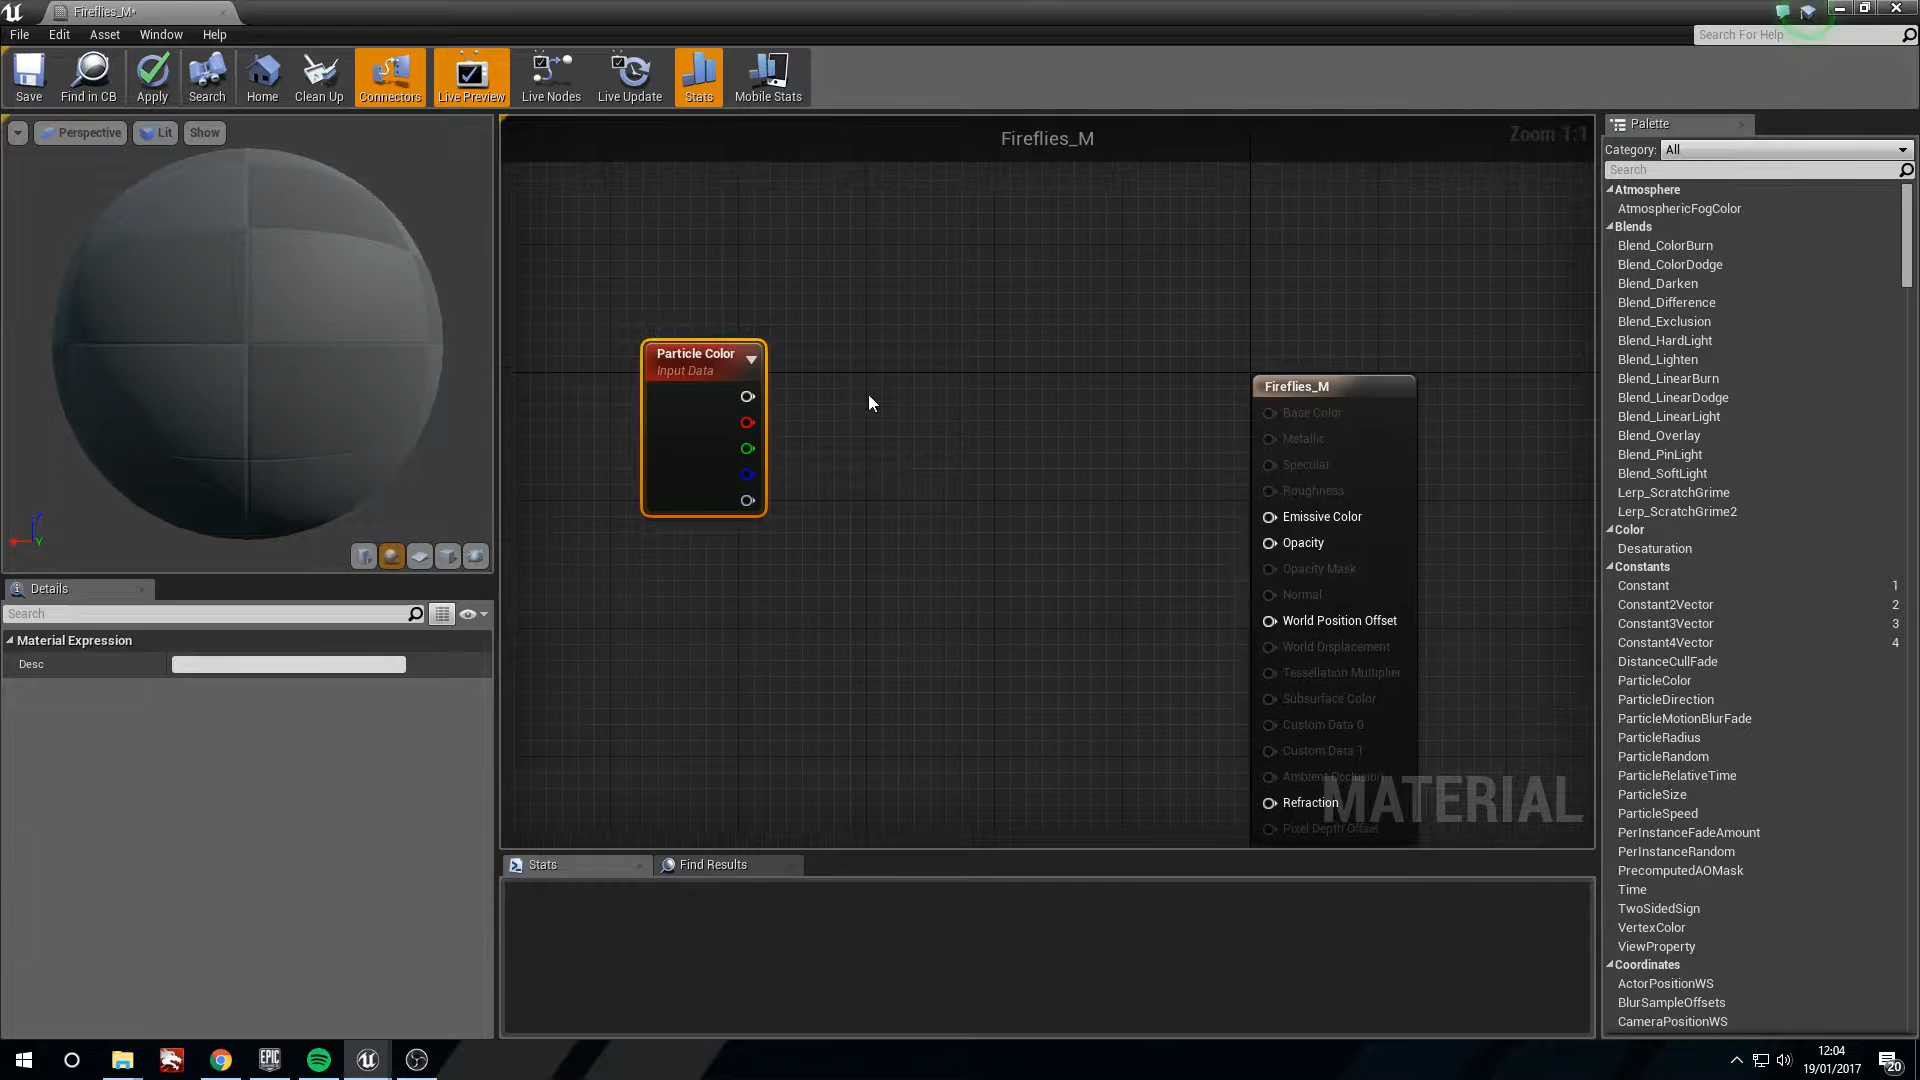 Fireflies_M*
File
Edit
Asset
Window
Help
Search For Help
Save
Find in CB
Apply
Search
Home
Clean Up
Connectors
Live Preview
Live Nodes
Live Update
Stats
Mobile Stats
Perspective
Lit
Show
Fireflies_M
Zoom 1:1
Palette
Category:
All
Search
Atmosphere
AtmosphericFogColor
Blends
Blend_ColorBurn
Blend_ColorDodge
Blend_Darken
Blend_Difference
Blend_Exclusion
Blend_HardLight
Blend_Lighten
Blend_LinearBurn
Blend_LinearDodge
Blend_LinearLight
Blend_Overlay
Blend_PinLight
Blend_SoftLight
Lerp_ScratchGrime
Lerp_ScratchGrime2
Color
Desaturation
Constants
Constant 1
Constant2Vector 2
Constant3Vector 3
Constant4Vector 4
DistanceCullFade
ParticleColor
ParticleDirection
ParticleMotionBlurFade
ParticleRadius
ParticleRandom
ParticleRelativeTime
ParticleSize
ParticleSpeed
PerInstanceFadeAmount
PerInstanceRandom
PrecomputedAOMask
Time
TwoSidedSign
VertexColor
ViewProperty
Coordinates
ActorPositionWS
BlurSampleOffsets
CameraPositionWS
Particle Color
Input Data
Fireflies_M
Base Color
Metallic
Specular
Roughness
Emissive Color
Opacity
Opacity Mask
Normal
World Position Offset
World Displacement
Tessellation Multiplier
Subsurface Color
Custom Data 0
Custom Data 1
Ambient Occlusion
Refraction
Pixel Depth Offset
MATERIAL
Z
Y
Details
Search
Material Expression
Desc
Stats
Find Results
EPIC
GAMES
12:04
19/01/2017
20